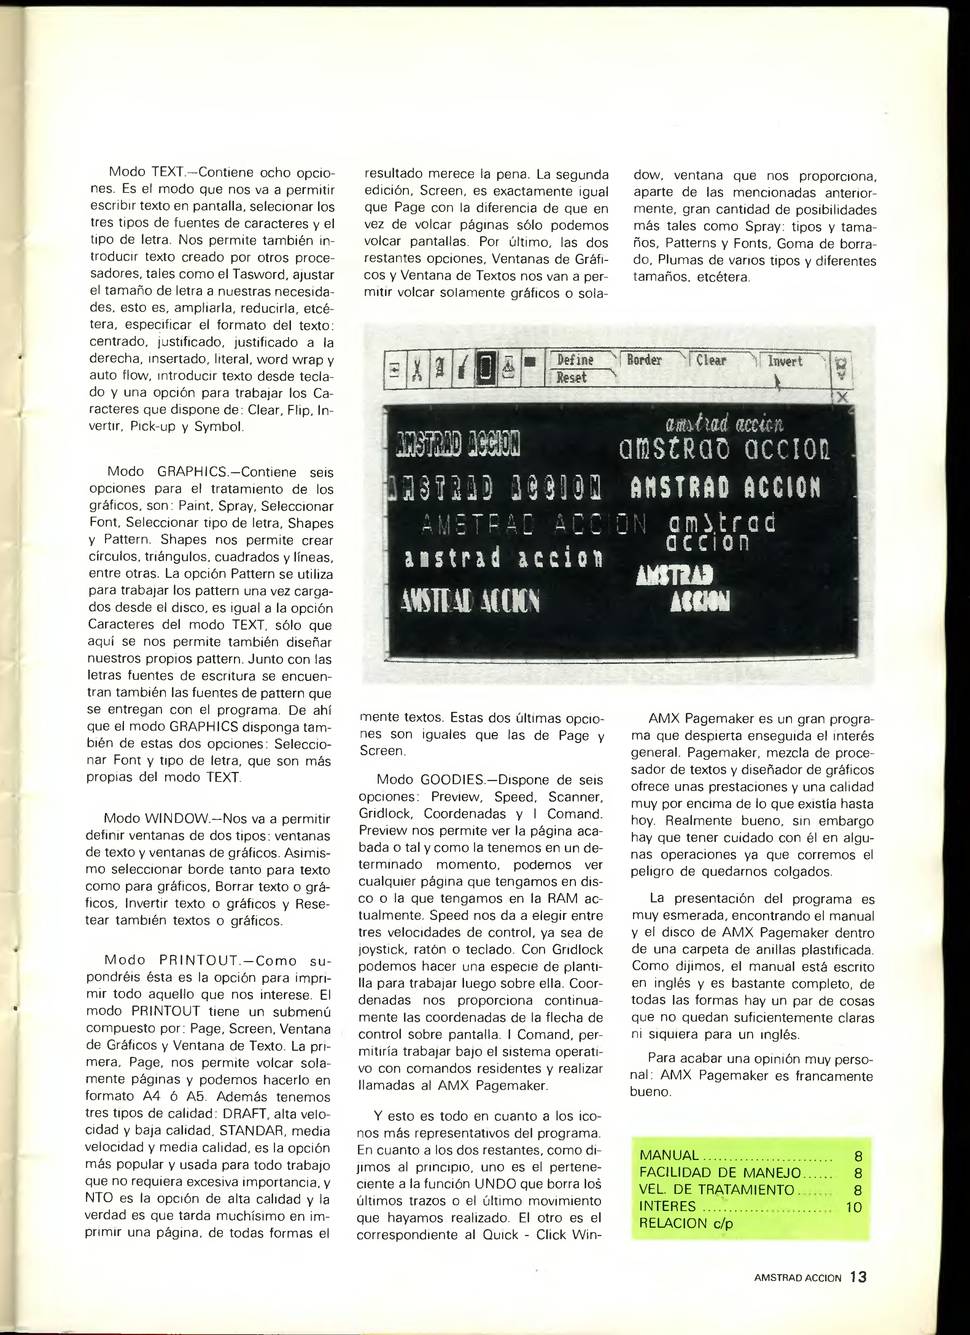 Modo TEXT.—Contiene ocho opcio-
nes. Es el modo que nos va a permitir
escribir texto en pantalla, selecionar los
tres tipos de fuentes de caracteres y el
tipo de letra. Nos permite también in-
troducir texto creado por otros proce-
sadores, tales como el Tasword, ajustar
el tamaño de letra a nuestras necesida-
des, esto es, ampliarla, reducirla, etcé-
tera, especificar el formato del texto:
centrado, justificado, justificado a la
derecha, insertado, literal, word wrap y
auto flow, introducir texto desde tecla-
do y una opción para trabajar los Ca-
racteres que dispone de: Clear, Flip, In-
vertir, Pick-up y Symbol.
Modo GRAPHICS.—Contiene seis
opciones para el tratamiento de los
gráficos, son: Paint, Spray, Seleccionar
Font, Seleccionar tipo de letra, Shapes
y Pattern. Shapes nos permite crear
círculos, triángulos, cuadrados y líneas,
entre otras. La opción Pattern se utiliza
para trabajar los pattern una vez carga-
dos desde el disco, es igual a la opción
Caracteres del modo TEXT, sólo que
aquí se nos permite también diseñar
nuestros propios pattern. Junto con las
letras fuentes de escritura se encuen-
tran también las fuentes de pattern que
se entregan con el programa. De ahí
que el modo GRAPHICS disponga tam-
bién de estas dos opciones: Seleccio-
nar Font y tipo de letra, que son más
propias del modo TEXT.
Modo WINDOW.—Nos va a permitir
definir ventanas de dos tipos: ventanas
de texto y ventanas de gráficos. Asimis-
mo seleccionar borde tanto para texto
como para gráficos, Borrar texto o grá-
ficos, Invertir texto o gráficos y Rese-
tear también textos o gráficos.
Modo PRINTOUT.—Como su-
pondréis ésta es la opción para impri-
mir todo aquello que nos interese. El
modo PRINTOUT tiene un submenú
compuesto por: Page, Screen, Ventana
de Gráficos y Ventana de Texto. La pri-
mera, Page, nos permite volcar sola-
mente páginas y podemos hacerlo en
formato A4 ó A5. Además tenemos
tres tipos de calidad: DRAFT, alta velo-
cidad y baja calidad, STANDAR, media
velocidad y media calidad, es la opción
más popular y usada para todo trabajo
que no requiera excesiva importancia, y
NTO es la opción de alta calidad y la
verdad es que tarda muchísimo en im-
primir una página, de todas formas el
resultado merece la pena. La segunda
edición, Screen, es exactamente igual
que Page con la diferencia de que en
vez de volcar páginas sólo podemos
volcar pantallas. Por último, las dos
restantes opciones, Ventanas de Gráfi-
cos y Ventana de Textos nos van a per-
mitir volcar solamente gráficos o sola-
dow, ventana que nos proporciona,
aparte de las mencionadas anterior-
mente, gran cantidad de posibilidades
más tales como Spray: tipos y tama-
ños, Patterns y Fonts, Goma de borra-
do, Plumas de varios tipos y diferentes
tamaños, etcétera.
Define Border Clear Invert
Reset
X
AMSTRAD ACCION
amstrad accion
amstrad accion
AMSTRAD ACCION
AMSTRAD ACCION
AMSTRAD ACCION
amstrad
accion
amstrad accion
AMSTRAD
ACCION
AMSTRAD ACCION
mente textos. Estas dos últimas opcio-
nes son iguales que las de Page y
Screen.
Modo GOODIES.—Dispone de seis
opciones: Preview, Speed, Scanner,
Gridlock, Coordenadas y I Comand.
Preview nos permite ver la página aca-
bada o tal y como la tenemos en un de-
terminado momento, podemos ver
cualquier página que tengamos en dis-
co o la que tengamos en la RAM ac-
tualmente. Speed nos da a elegir entre
tres velocidades de control, ya sea de
joystick, ratón o teclado. Con Gridlock
podemos hacer una especie de planti-
lla para trabajar luego sobre ella. Coor-
denadas nos proporciona continua-
mente las coordenadas de la flecha de
control sobre pantalla. I Comand, per-
mitiría trabajar bajo el sistema operati-
vo con comandos residentes y realizar
llamadas al AMX Pagemaker.
Y esto es todo en cuanto a los ico-
nos más representativos del programa.
En cuanto a los dos restantes, como di-
jimos al principio, uno es el pertene-
ciente a la función UNDO que borra los
últimos trazos o el último movimiento
que hayamos realizado. El otro es el
correspondiente al Quick - Click Win-
AMX Pagemaker es un gran progra-
ma que despierta enseguida el interés
general. Pagemaker, mezcla de proce-
sador de textos y diseñador de gráficos
ofrece unas prestaciones y una calidad
muy por encima de lo que existía hasta
hoy. Realmente bueno, sin embargo
hay que tener cuidado con él en algu-
nas operaciones ya que corremos el
peligro de quedarnos colgados.
La presentación del programa es
muy esmerada, encontrando el manual
y el disco de AMX Pagemaker dentro
de una carpeta de anillas plastificada.
Como dijimos, el manual está escrito
en inglés y es bastante completo, de
todas las formas hay un par de cosas
que no quedan suficientemente claras
ni siquiera para un inglés.
Para acabar una opinión muy perso-
nal: AMX Pagemaker es francamente
bueno.
MANUAL ......................... 8
FACILIDAD DE MANEJO...... 8
VEL. DE TRATAMIENTO....... 8
INTERES ......................... 10
RELACION c/p
AMSTRAD ACCION 13